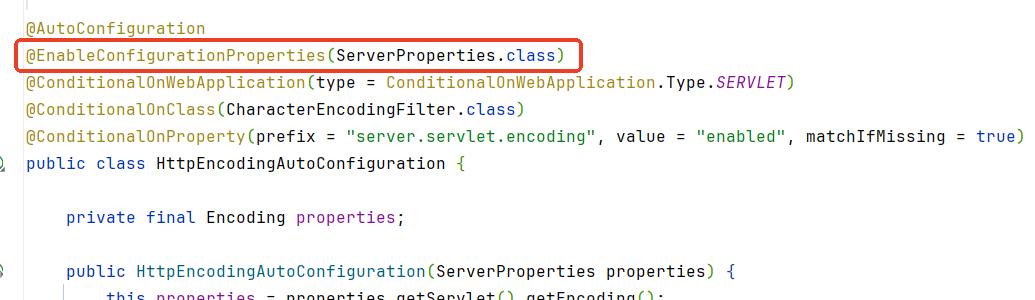 @AutoConfiguration
@EnableConfigurationProperties(ServerProperties.class)
@ConditionalOnWebApplication(type = ConditionalOnWebApplication.Type.SERVLET)
@ConditionalOnClass(CharacterEncodingFilter.class)
@ConditionalOnProperty(prefix = "server.servlet.encoding", value = "enabled", matchIfMissing = true)
public class HttpEncodingAutoConfiguration {
private final Encoding properties;
public HttpEncodingAutoConfiguration(ServerProperties properties) {
this.properties = properties.getServlet().getEncoding();